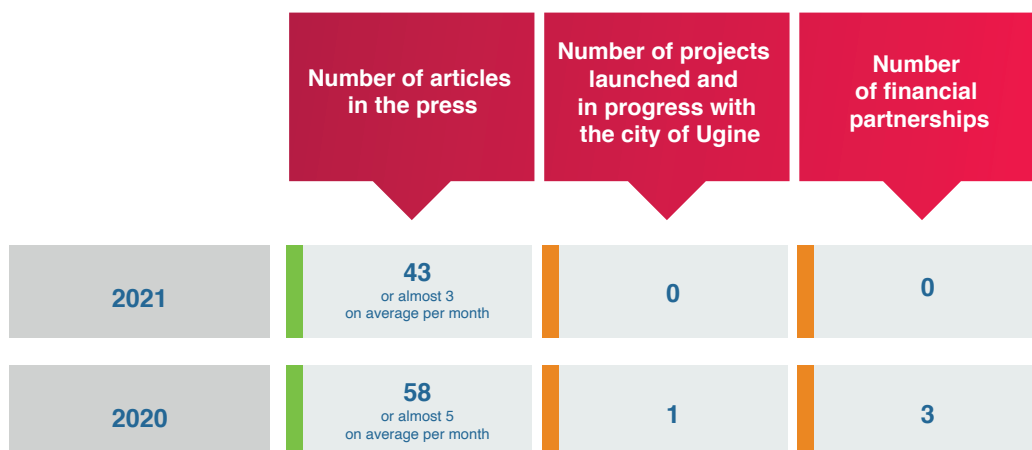 Number of articles
in the press
Number of projects
launched and
in progress with
the city of Ugine
Number
of financial
partnerships
2021
43
or almost 3
on average per month
0
0
2020
58
or almost 5
on average per month
1
3